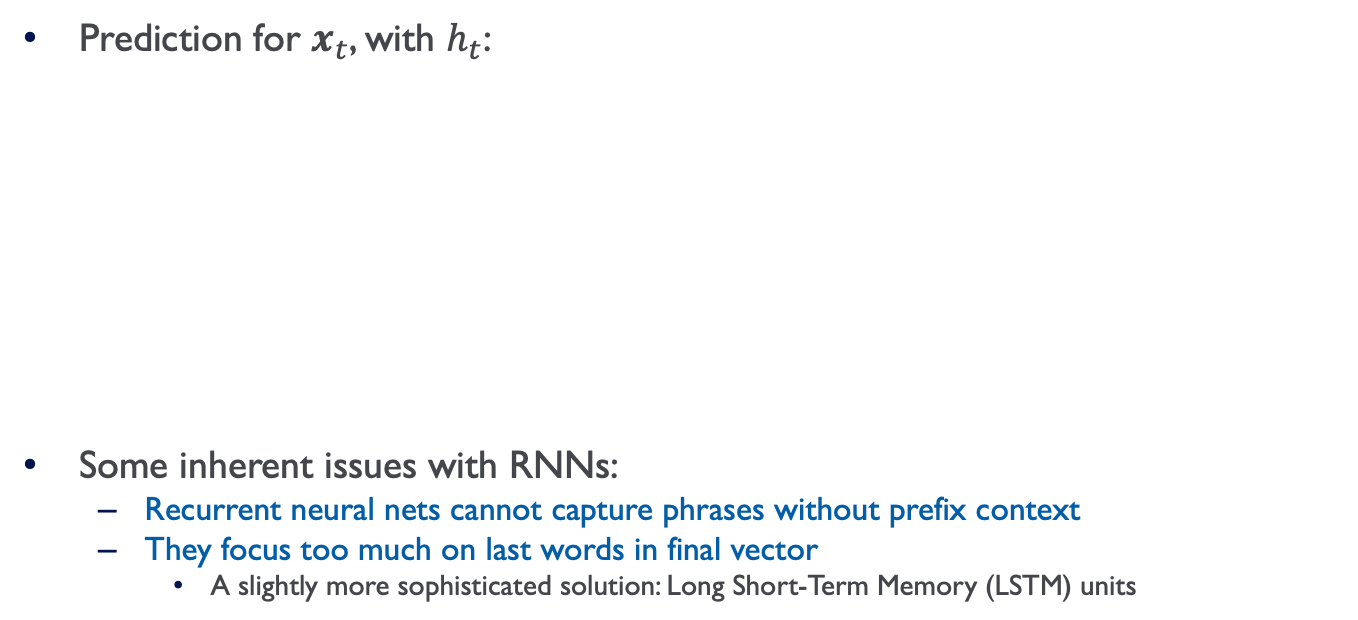 • Prediction for 𝒙ₜ, with ℎₜ:
• Some inherent issues with RNNs:
– Recurrent neural nets cannot capture phrases without prefix context
– They focus too much on last words in final vector
• A slightly more sophisticated solution: Long Short-Term Memory (LSTM) units